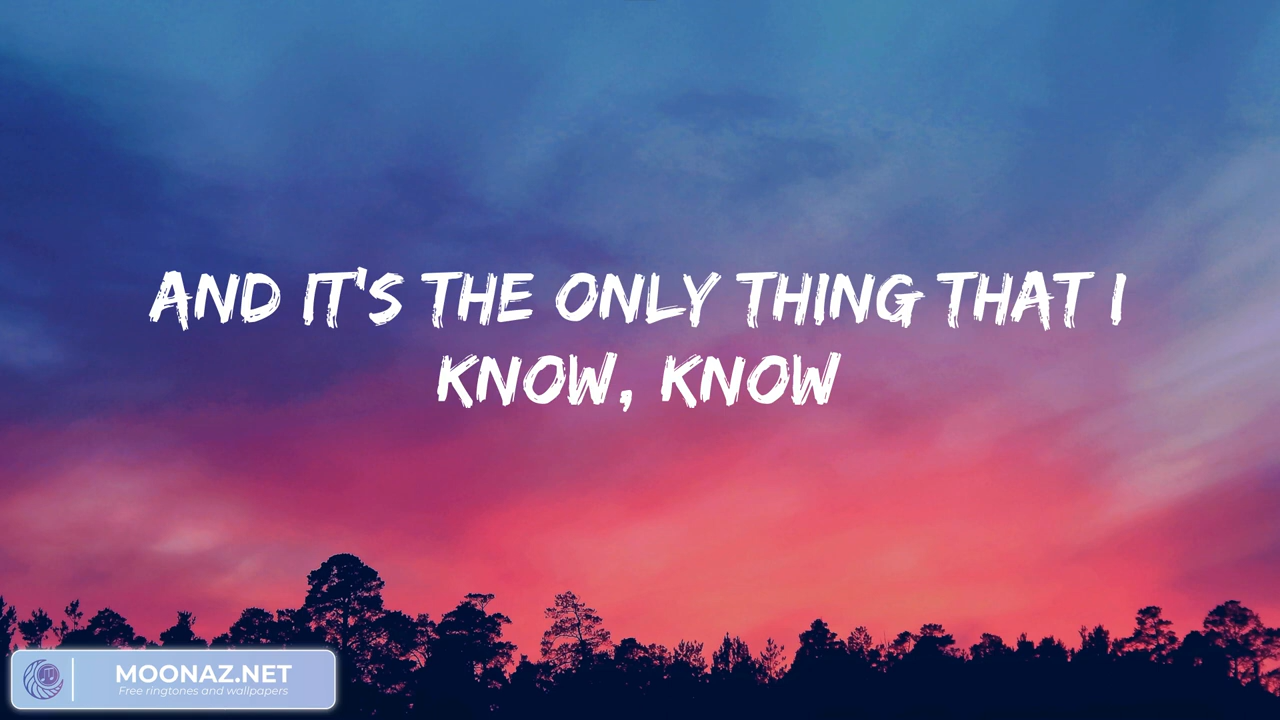 AND IT'S THE ONLY THING THAT I
KNOW, KNOW
MOONAZ.NET
Free ringtones and wallpapers